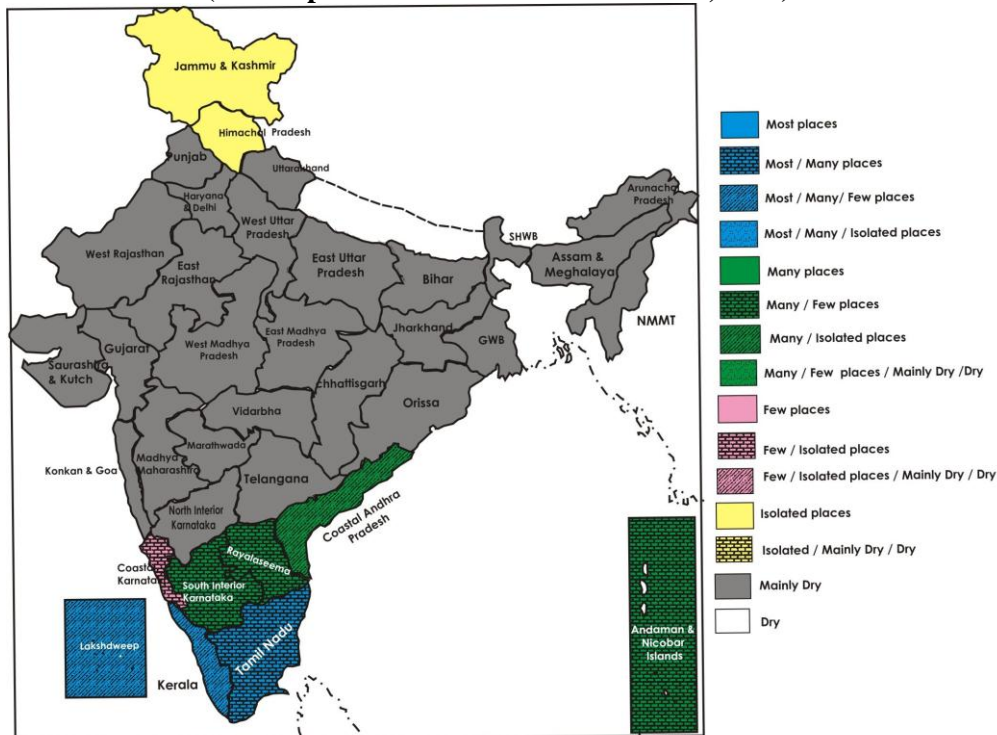 Jammu & Kashmir
Himachal Pradesh
Punjab
Uttarakhand
Haryana
& Delhi
West Uttar
Pradesh
Arunachal
Pradesh
SHWB
West Rajasthan
East
Rajasthan
East Uttar
Pradesh
Bihar
Assam &
Meghalaya
NMMT
Gujarat
Saurashtra
& Kutch
West Madhya
Pradesh
East Madhya
Pradesh
Jharkhand
GWB
chhattisgarh
Orissa
Vidarbha
Marathwada
Madhya
Maharashtra
Konkan & Goa
Telangana
North Interior
Karnataka
Coastal Andhra
Pradesh
Rayalaseema
Coastal
Karnata
South Interior
Karnataka
Tamil Nadu
Lakshdweep
Kerala
Andaman &
Nicobar
Islands
Most places
Most / Many places
Most / Many/ Few places
Most / Many / Isolated places
Many places
Many / Few places
Many / Isolated places
Many / Few places / Mainly Dry /Dry
Few places
Few / Isolated places
Few / Isolated places / Mainly Dry / Dry
Isolated places
Isolated / Mainly Dry / Dry
Mainly Dry
Dry